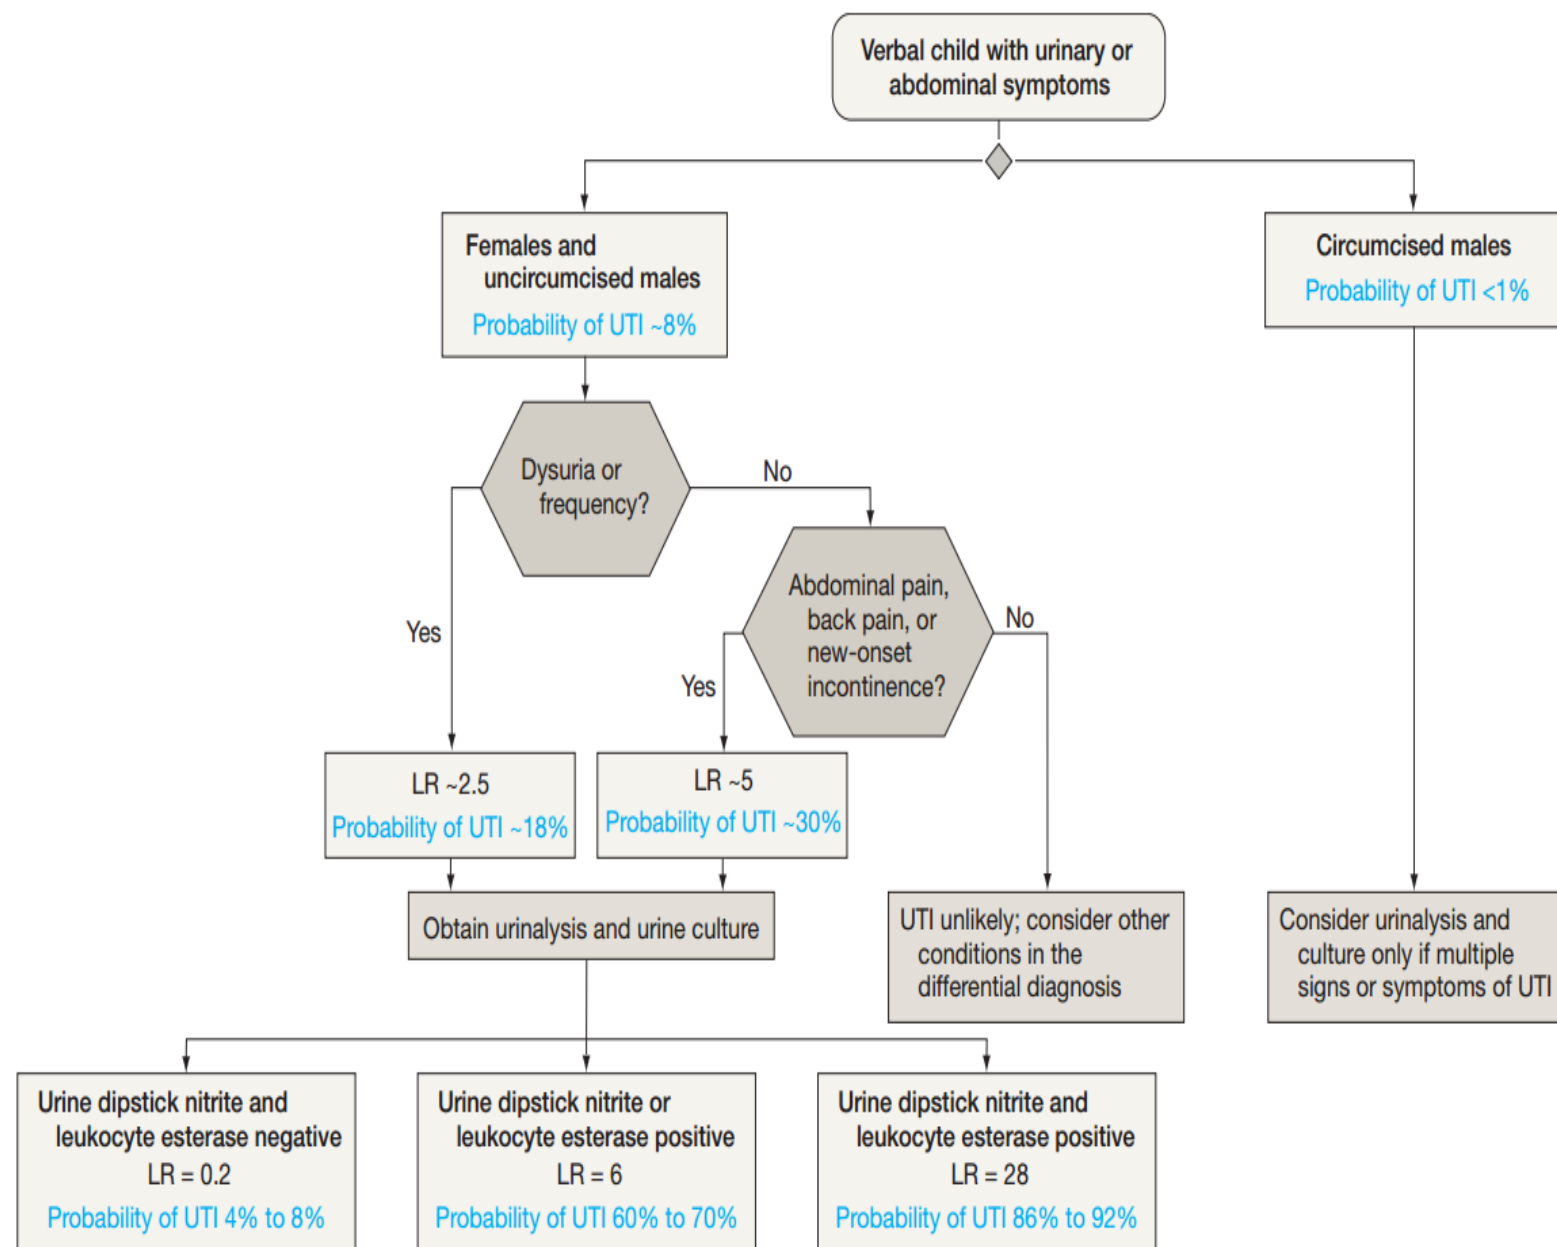 Verbal child with urinary or
abdominal symptoms
Females and
uncircumcised males
Probability of UTI ~8%
Circumcised males
Probability of UTI <1%
Dysuria or
frequency?
No
Yes
Abdominal pain,
back pain, or
new-onset
incontinence?
No
Yes
LR ~2.5
Probability of UTI ~18%
LR ~5
Probability of UTI ~30%
Obtain urinalysis and urine culture
UTI unlikely; consider other
conditions in the
differential diagnosis
Consider urinalysis and
culture only if multiple
signs or symptoms of UTI
Urine dipstick nitrite and
leukocyte esterase negative
LR = 0.2
Probability of UTI 4% to 8%
Urine dipstick nitrite or
leukocyte esterase positive
LR = 6
Probability of UTI 60% to 70%
Urine dipstick nitrite and
leukocyte esterase positive
LR = 28
Probability of UTI 86% to 92%